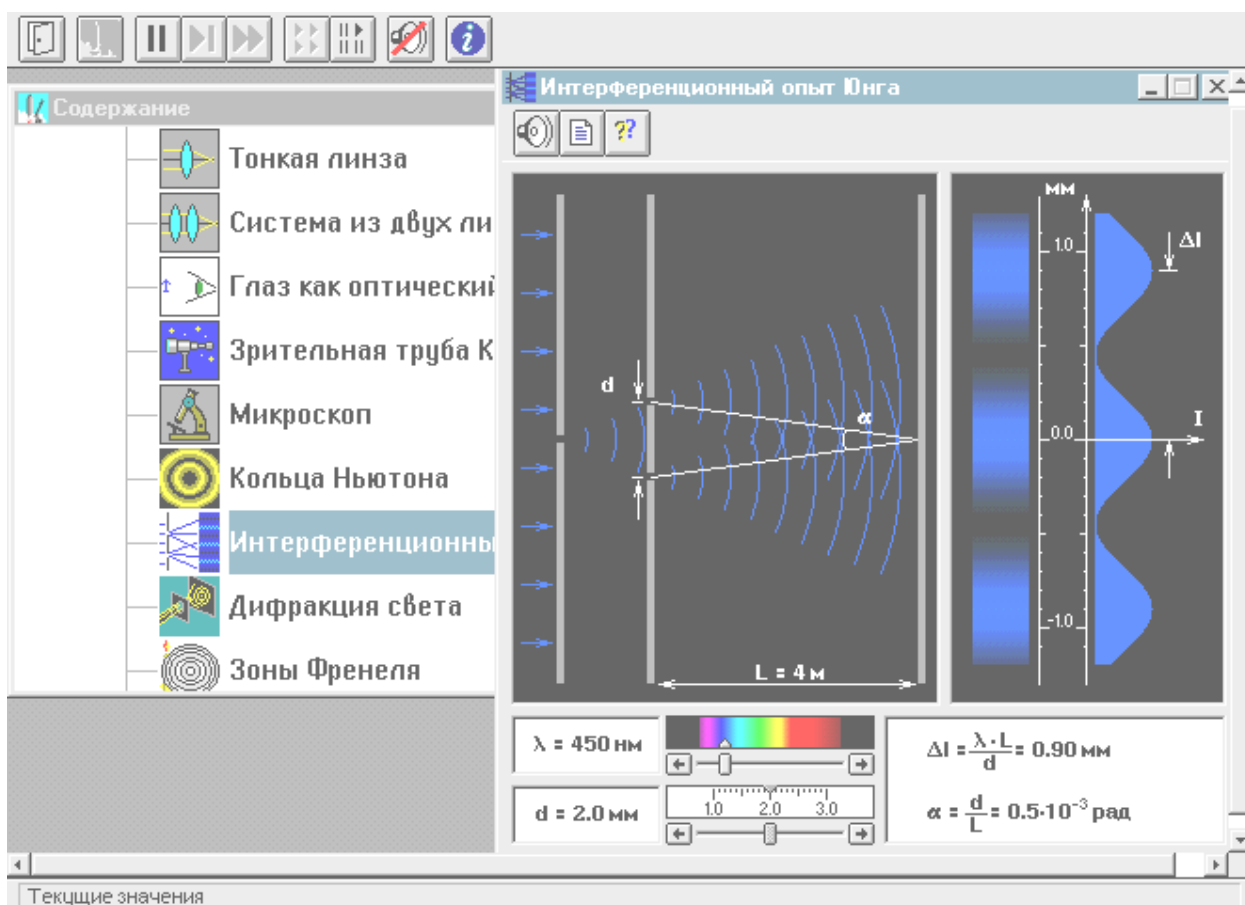 Содержание
Тонкая линза
Система из двух ли
Глаз как оптический
Зрительная труба К
Микроскоп
Кольца Ньютона
Интерференционны
Дифракция света
Зоны Френеля
Интерференционный опыт Юнга
??
d
α
L = 4 м
мм
1.0
0.0
-1.0
Δl
I
λ = 450 нм
d = 2.0 мм
1.0 2.0 3.0
Δl = λ·L/d = 0.90 мм
α = d/L = 0.5·10⁻³ рад
Текущие значения